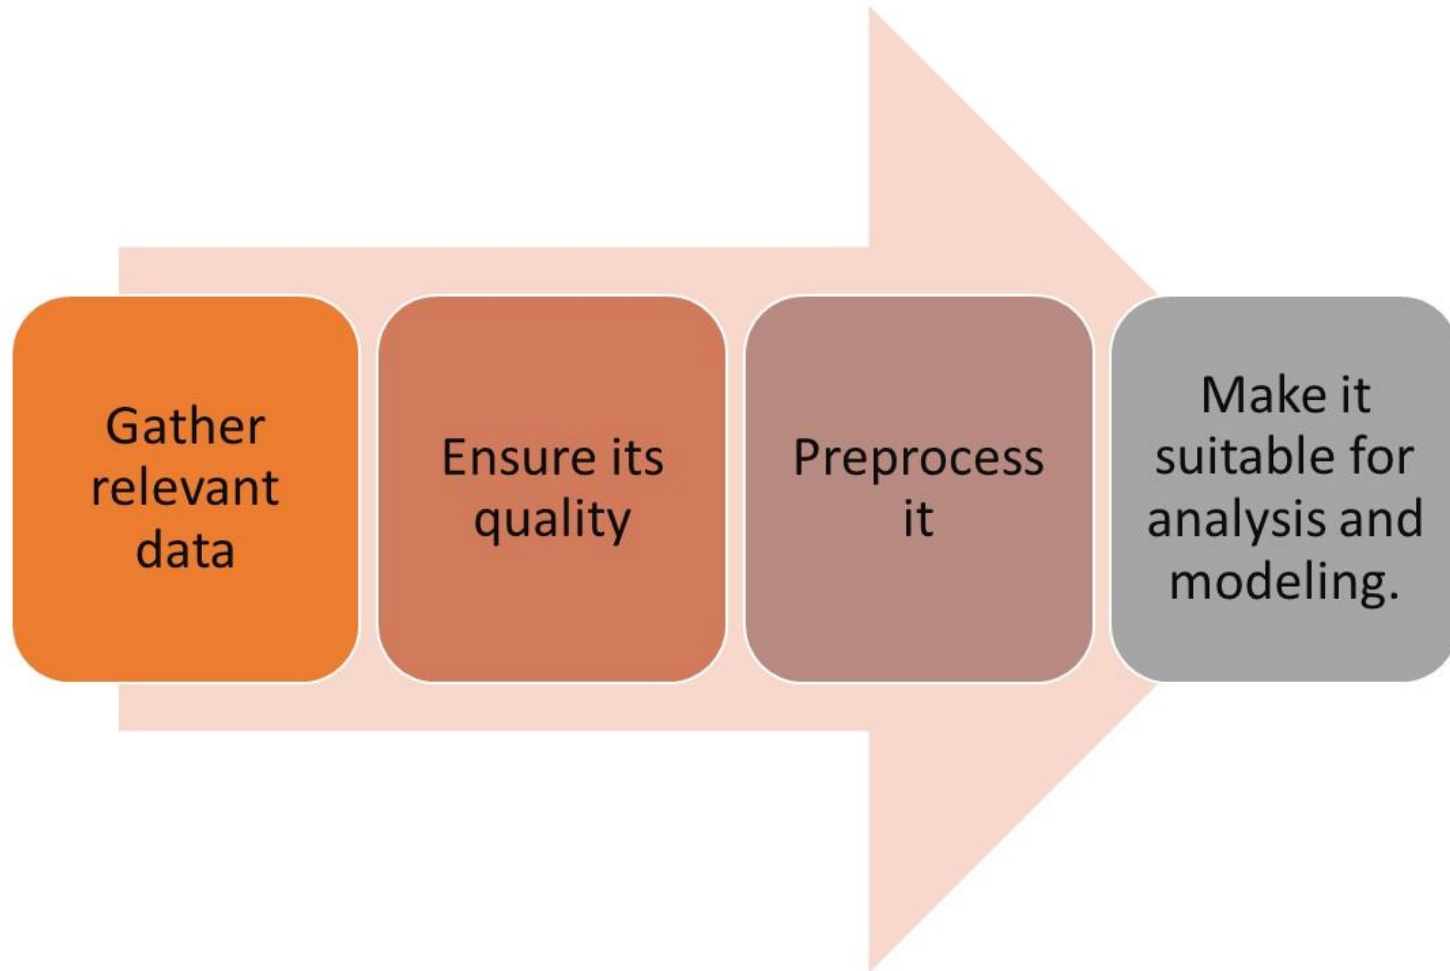 Gather
relevant
data
Ensure its
quality
Preprocess
it
Make it
suitable for
analysis and
modeling.